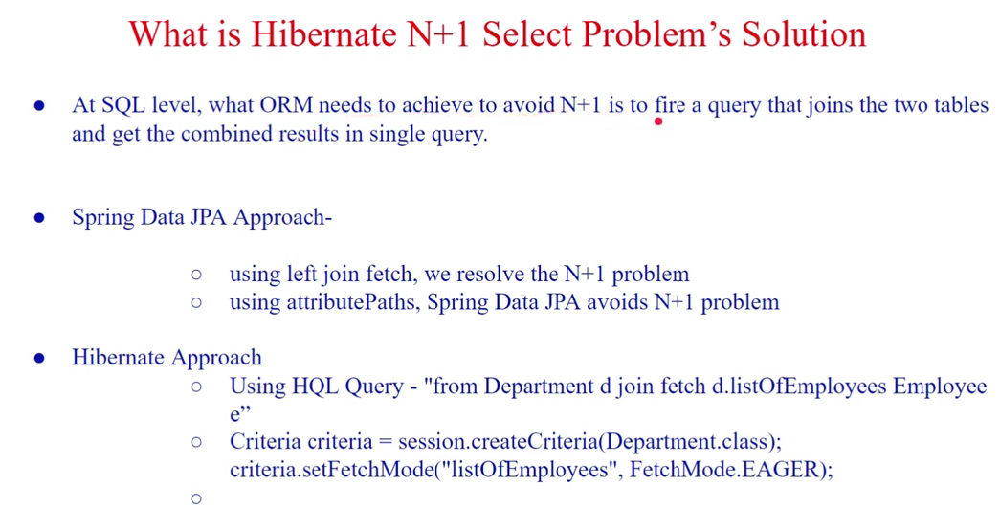 What is Hibernate N+1 Select Problem’s Solution
● At SQL level, what ORM needs to achieve to avoid N+1 is to fire a query that joins the two tables
and get the combined results in single query.
● Spring Data JPA Approach-
○ using left join fetch, we resolve the N+1 problem
○ using attributePaths, Spring Data JPA avoids N+1 problem
● Hibernate Approach
○ Using HQL Query - "from Department d join fetch d.listOfEmployees Employee
e”
○ Criteria criteria = session.createCriteria(Department.class);
criteria.setFetchMode("listOfEmployees", FetchMode.EAGER);
○